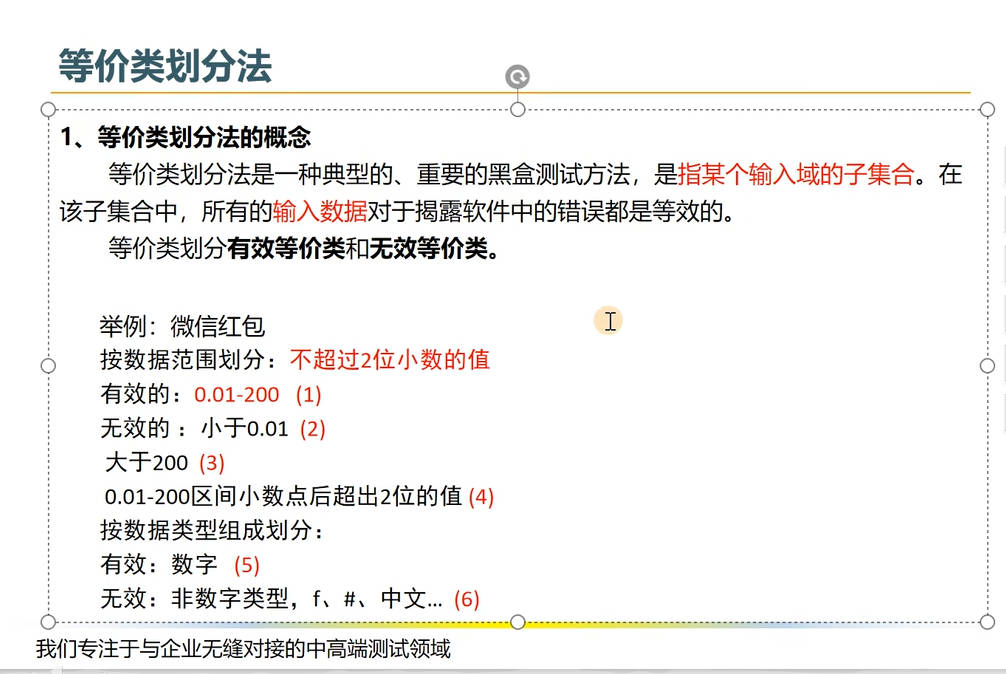 等价类划分法
1、等价类划分法的概念
等价类划分法是一种典型的、重要的黑盒测试方法，是指某个输入域的子集合。在
该子集合中，所有的输入数据对于揭露软件中的错误都是等效的。
等价类划分有效等价类和无效等价类。
举例：微信红包
按数据范围划分：不超过2位小数的值
有效的：0.01-200 (1)
无效的 ：小于0.01 (2)
大于200 (3)
0.01-200区间小数点后超出2位的值 (4)
按数据类型组成划分：
有效：数字 (5)
无效：非数字类型，f、#、中文... (6)
我们专注于与企业无缝对接的中高端测试领域